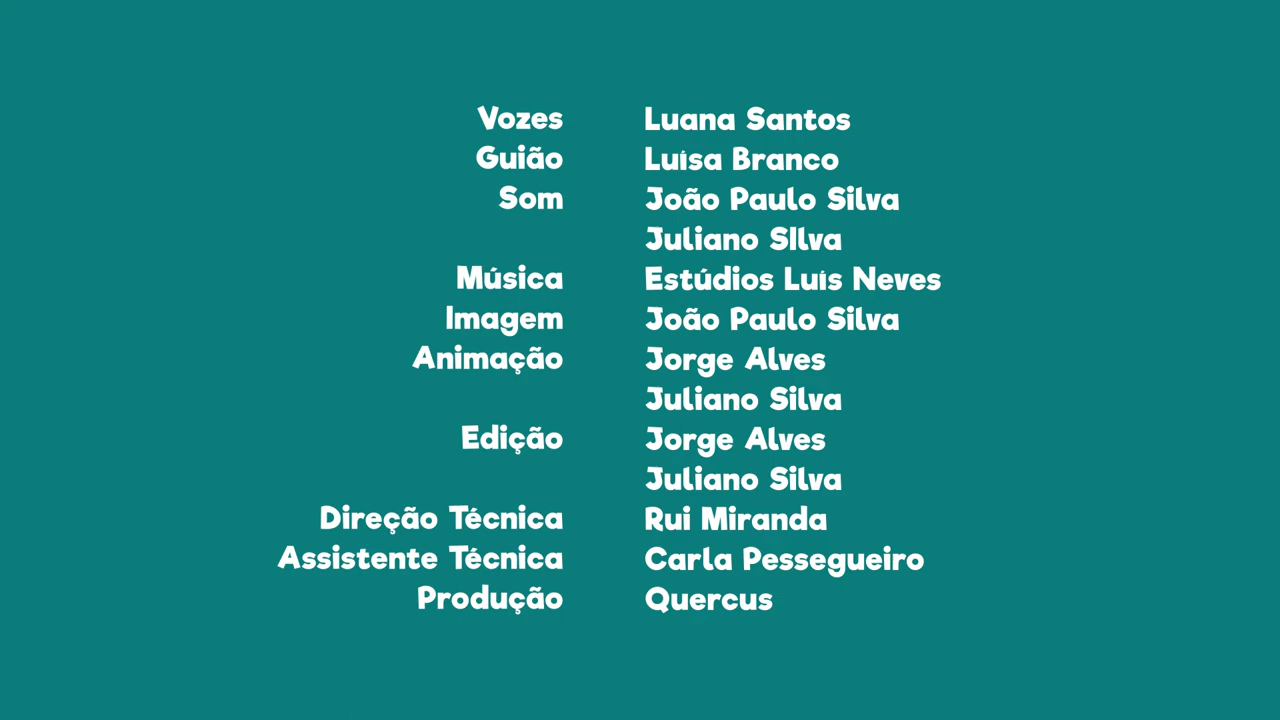 Vozes Luana Santos
Guião Luísa Branco
Som João Paulo Silva
Juliano SIlva
Música Estúdios Luís Neves
Imagem João Paulo Silva
Animação Jorge Alves
Juliano Silva
Edição Jorge Alves
Juliano Silva
Direção Técnica Rui Miranda
Assistente Técnica Carla Pessegueiro
Produção Quercus